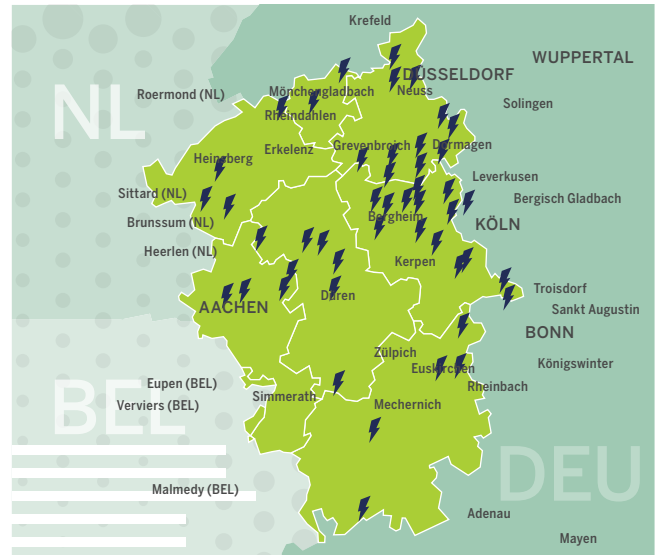 Krefeld
WUPPERTAL
DÜSSELDORF
Roermond (NL)
Mönchengladbach
Neuss
NL
Solingen
Rheindahlen
Grevenbroich
Dormagen
Erkelenz
Heinsberg
Leverkusen
Sittard (NL)
Bergisch Gladbach
Bergheim
Brunssum (NL)
KÖLN
Heerlen (NL)
Kerpen
Troisdorf
Düren
AACHEN
Sankt Augustin
BONN
Zülpich
Königswinter
Euskirchen
Eupen (BEL)
Rheinbach
Simmerath
Verviers (BEL)
Mechernich
BEL
DEU
Malmedy (BEL)
Adenau
Mayen